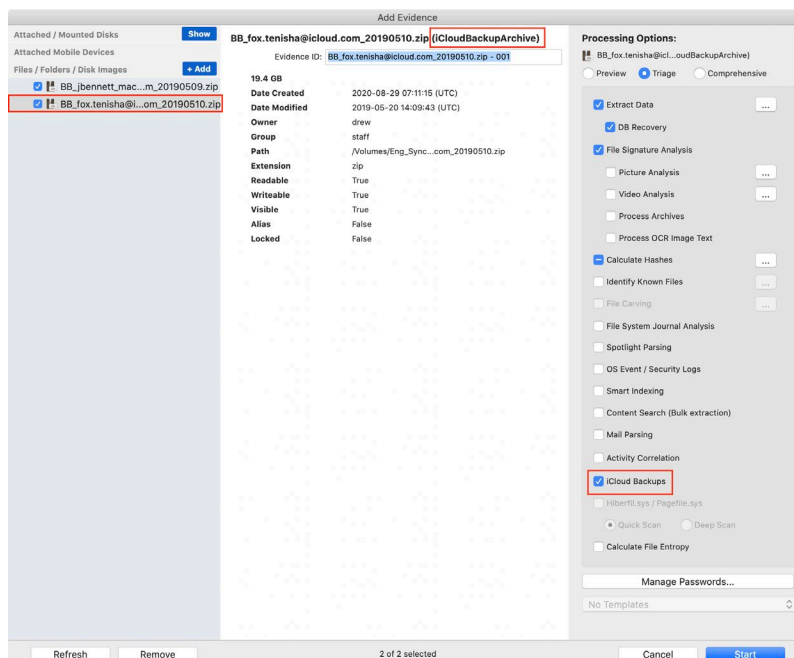 Add Evidence
Attached / Mounted Disks
Show
Attached Mobile Devices
Files / Folders / Disk Images
+ Add
BB_jbennett_mac...m_20190509.zip
BB_fox.tenisha@i...om_20190510.zip
BB_fox.tenisha@icloud.com_20190510.zip (iCloudBackupArchive)
Evidence ID: BB_fox.tenisha@icloud.com_20190510.zip - 001
19.4 GB
Date Created 2020-08-29 07:11:15 (UTC)
Date Modified 2019-05-20 14:09:43 (UTC)
Owner drew
Group staff
Path /Volumes/Eng_Sync...com_20190510.zip
Extension zip
Readable True
Writeable True
Visible True
Alias False
Locked False
Processing Options:
BB_fox.tenisha@icl...oudBackupArchive)
Preview Triage Comprehensive
Extract Data ...
DB Recovery
File Signature Analysis
Picture Analysis ...
Video Analysis ...
Process Archives
Process OCR Image Text
Calculate Hashes ...
Identify Known Files ...
File Carving ...
File System Journal Analysis
Spotlight Parsing
OS Event / Security Logs
Smart Indexing
Content Search (Bulk extraction)
Mail Parsing
Activity Correlation
iCloud Backups
Hiberfil.sys / Pagefile.sys
Quick Scan Deep Scan
Calculate File Entropy
Manage Passwords...
No Templates
Refresh Remove 2 of 2 selected Cancel Start